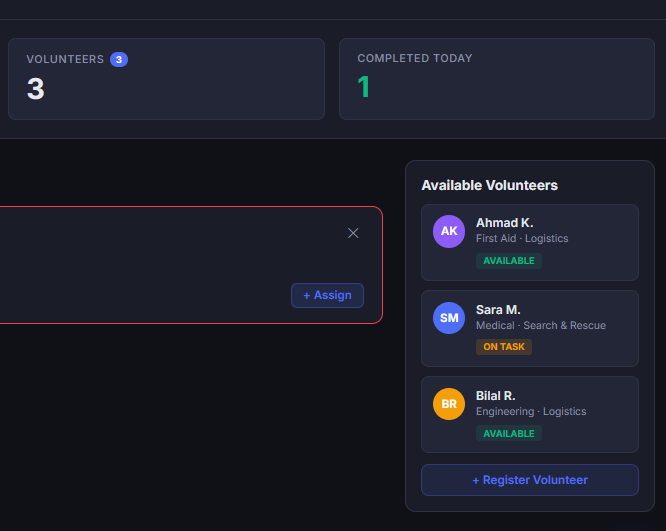 VOLUNTEERS 3
3
COMPLETED TODAY
1
+ Assign
Available Volunteers
AK
Ahmad K.
First Aid · Logistics
AVAILABLE
SM
Sara M.
Medical · Search & Rescue
ON TASK
BR
Bilal R.
Engineering · Logistics
AVAILABLE
+ Register Volunteer